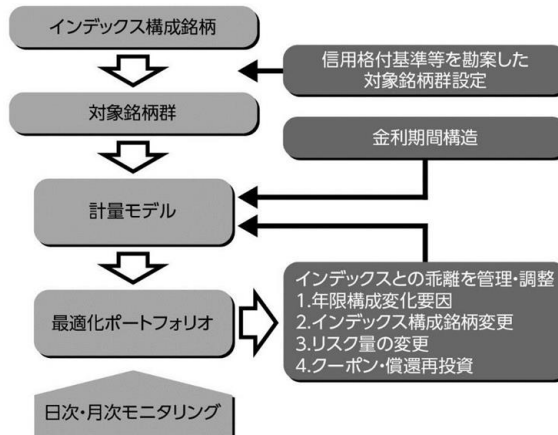 インデックス構成銘柄
信用格付基準等を勘案した
対象銘柄群設定
対象銘柄群
金利期間構造
計量モデル
最適化ポートフォリオ
インデックスとの乖離を管理・調整
1.年限構成変化要因
2.インデックス構成銘柄変更
3.リスク量の変更
4.クーポン・償還再投資
日次・月次モニタリング